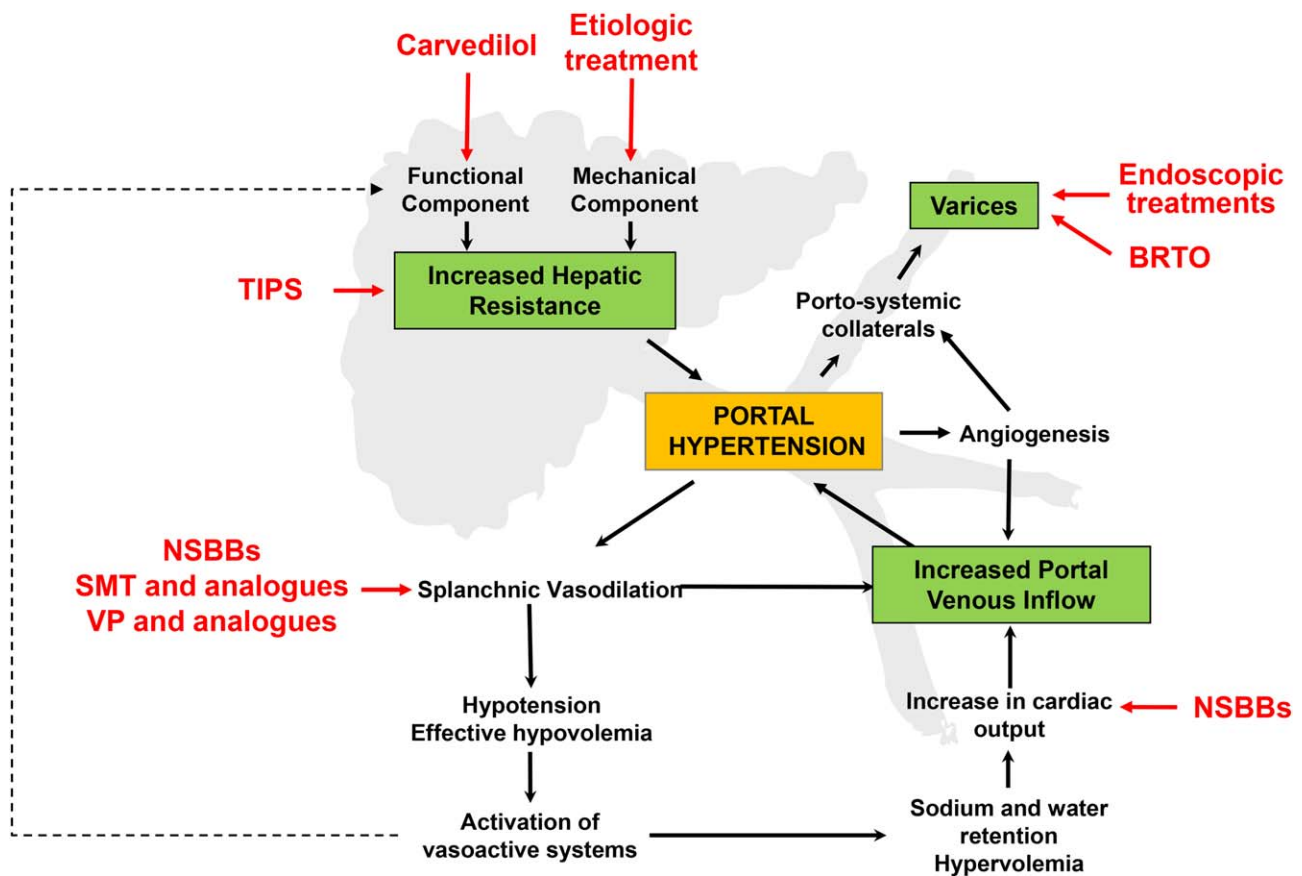 Carvedilol
Etiologic
treatment
Functional
Component
Mechanical
Component
Varices
Endoscopic
treatments
BRTO
TIPS
Increased Hepatic
Resistance
Porto-systemic
collaterals
PORTAL
HYPERTENSION
Angiogenesis
NSBBs
SMT and analogues
VP and analogues
Splanchnic Vasodilation
Increased Portal
Venous Inflow
Hypotension
Effective hypovolemia
Increase in cardiac
output
NSBBs
Activation of
vasoactive systems
Sodium and water
retention
Hypervolemia